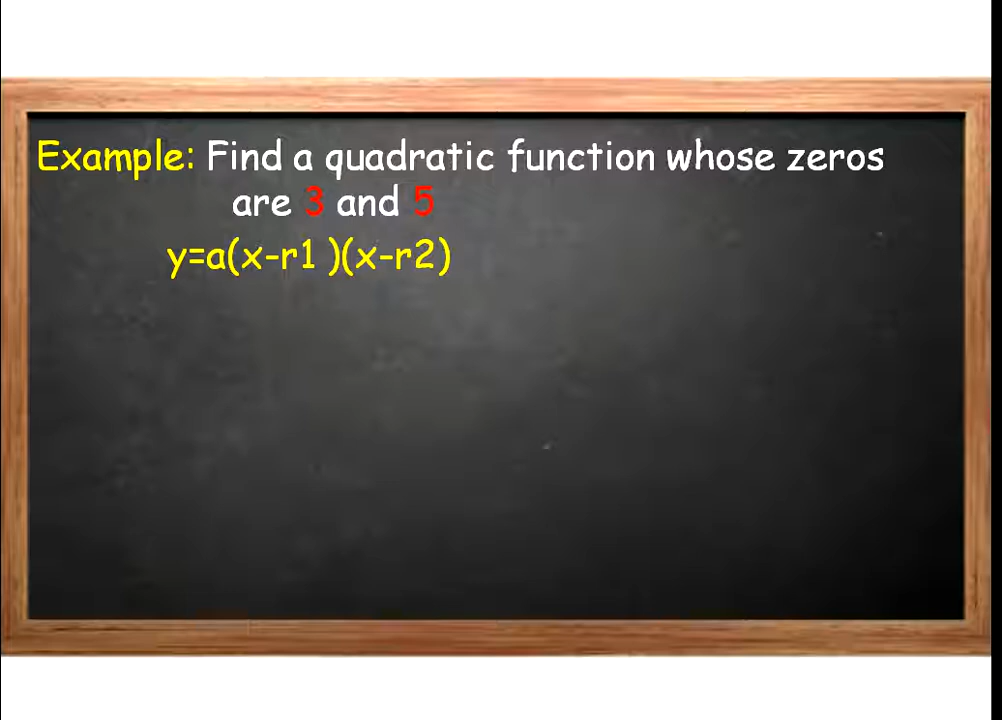 Example: Find a quadratic function whose zeros
are 3 and 5
y=a(x-r1 )(x-r2)